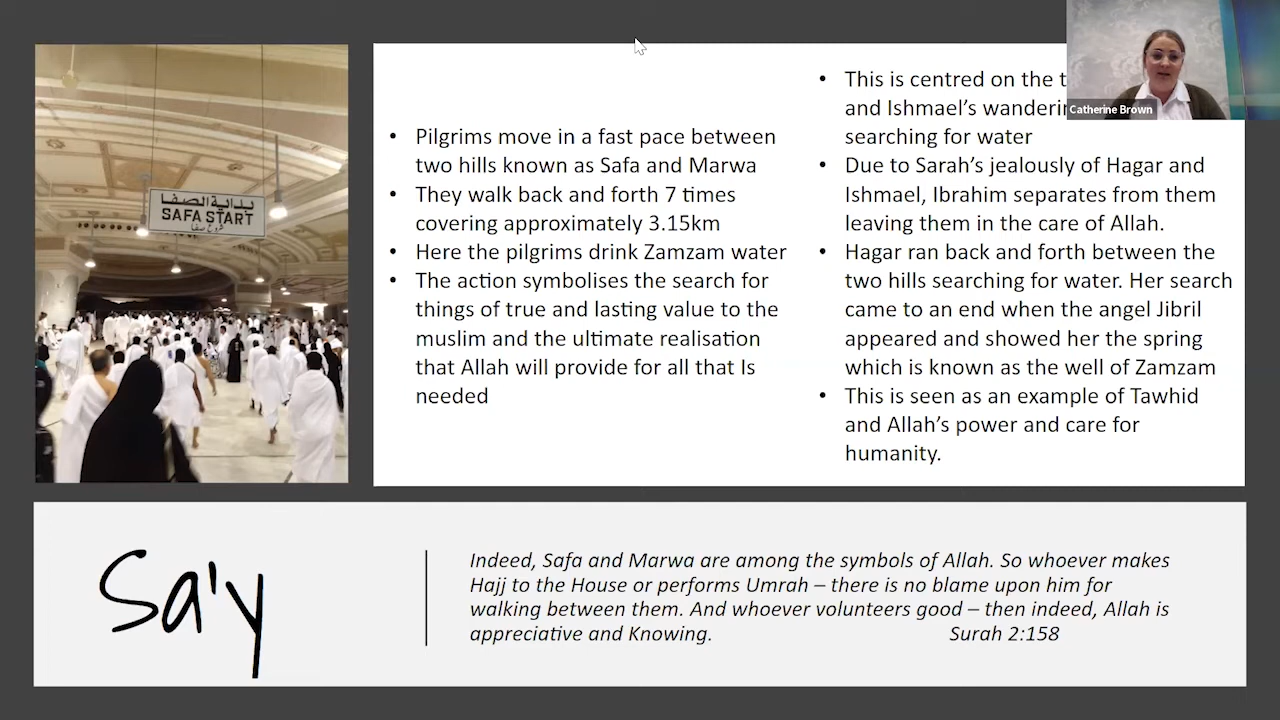 بداية الصفا
SAFA START
Pilgrims move in a fast pace between
two hills known as Safa and Marwa
They walk back and forth 7 times
covering approximately 3.15km
Here the pilgrims drink Zamzam water
The action symbolises the search for
things of true and lasting value to the
muslim and the ultimate realisation
that Allah will provide for all that Is
needed
This is centred on the
and Ishmael's
searching for water
Due to Sarah's jealously of Hagar and
Ishmael, Ibrahim separates from them
leaving them in the care of Allah.
Hagar ran back and forth between the
two hills searching for water. Her search
came to an end when the angel Jibril
appeared and showed her the spring
which is known as the well of Zamzam
This is seen as an example of Tawhid
and Allah's power and care for
humanity.
Catherine Brown
Sa'y
Indeed, Safa and Marwa are among the symbols of Allah. So whoever makes
Hajj to the House or performs Umrah – there is no blame upon him for
walking between them. And whoever volunteers good – then indeed, Allah is
appreciative and Knowing. Surah 2:158